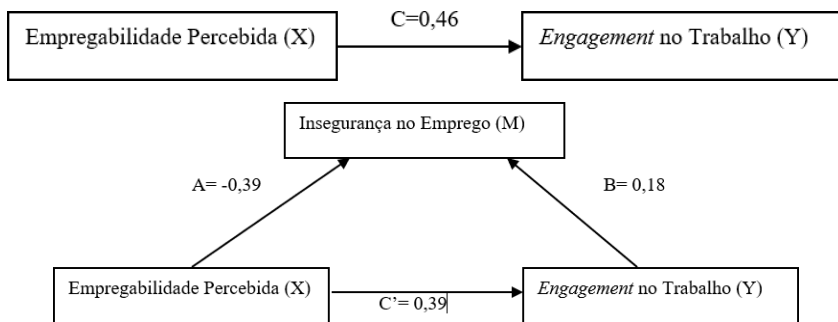 C=0,46
Empregabilidade Percebida (X)
Engagement no Trabalho (Y)
Insegurança no Emprego (M)
A= -0,39
B= 0,18
Empregabilidade Percebida (X)
C’= 0,39
Engagement no Trabalho (Y)